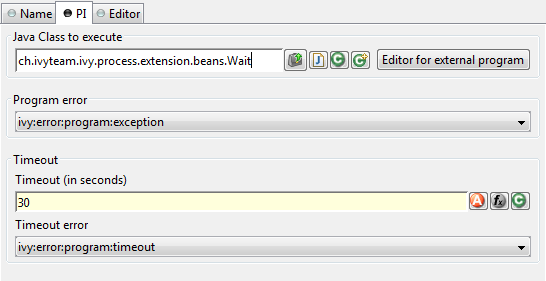 Name PI Editor
Java Class to execute
ch.ivyteam.ivy.process.extension.beans.Wait
J C C Editor for external program
Program error
ivy:error:program:exception
Timeout
Timeout (in seconds)
30 A fx C
Timeout error
ivy:error:program:timeout